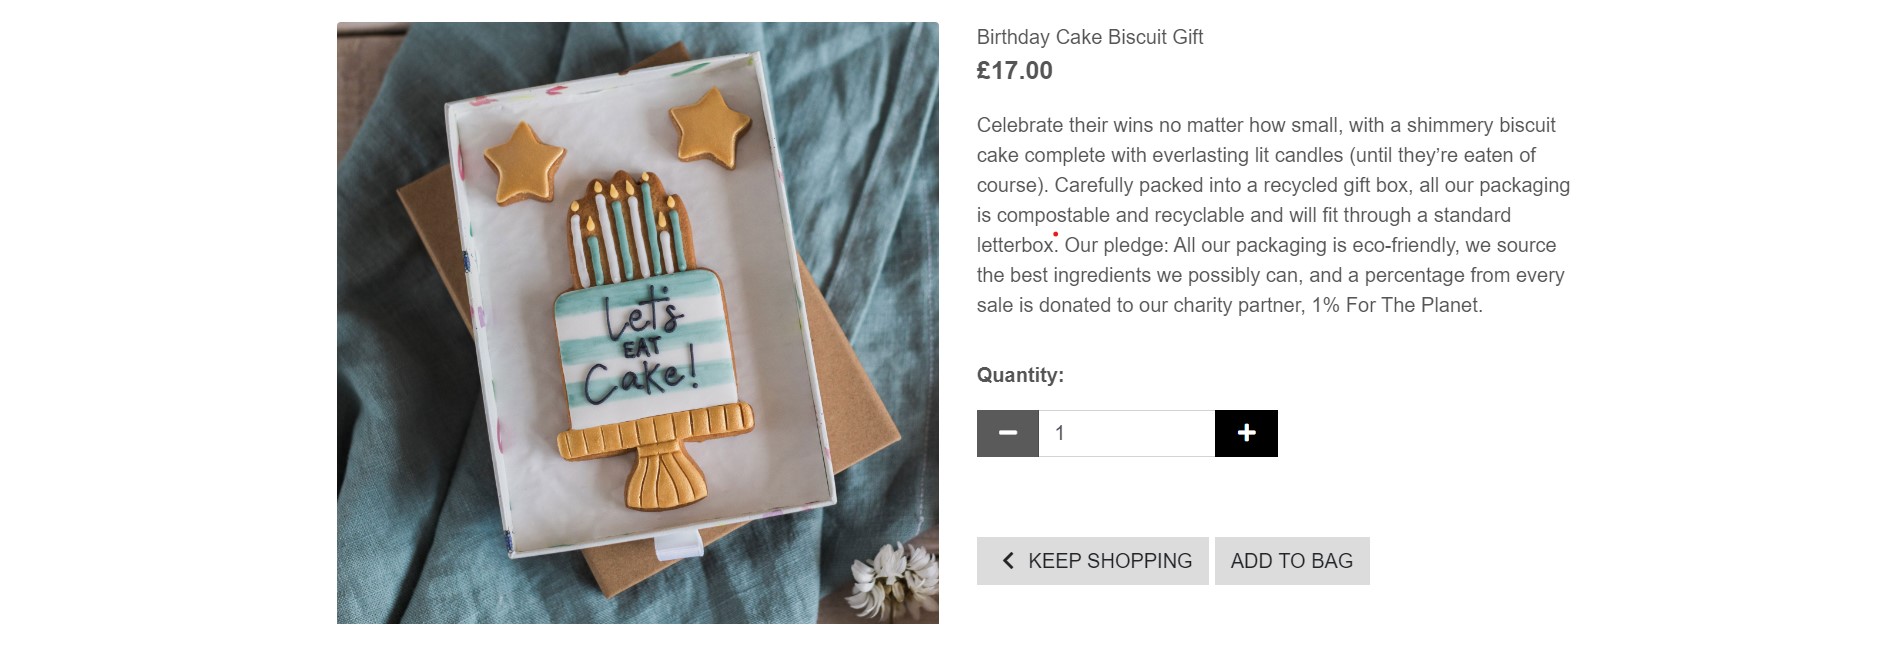 Let's
EAT
Cake!
Birthday Cake Biscuit Gift
£17.00
Celebrate their wins no matter how small, with a shimmery biscuit
cake complete with everlasting lit candles (until they’re eaten of
course). Carefully packed into a recycled gift box, all our packaging
is compostable and recyclable and will fit through a standard
letterbox. Our pledge: All our packaging is eco-friendly, we source
the best ingredients we possibly can, and a percentage from every
sale is donated to our charity partner, 1% For The Planet.
Quantity:
1
KEEP SHOPPING ADD TO BAG